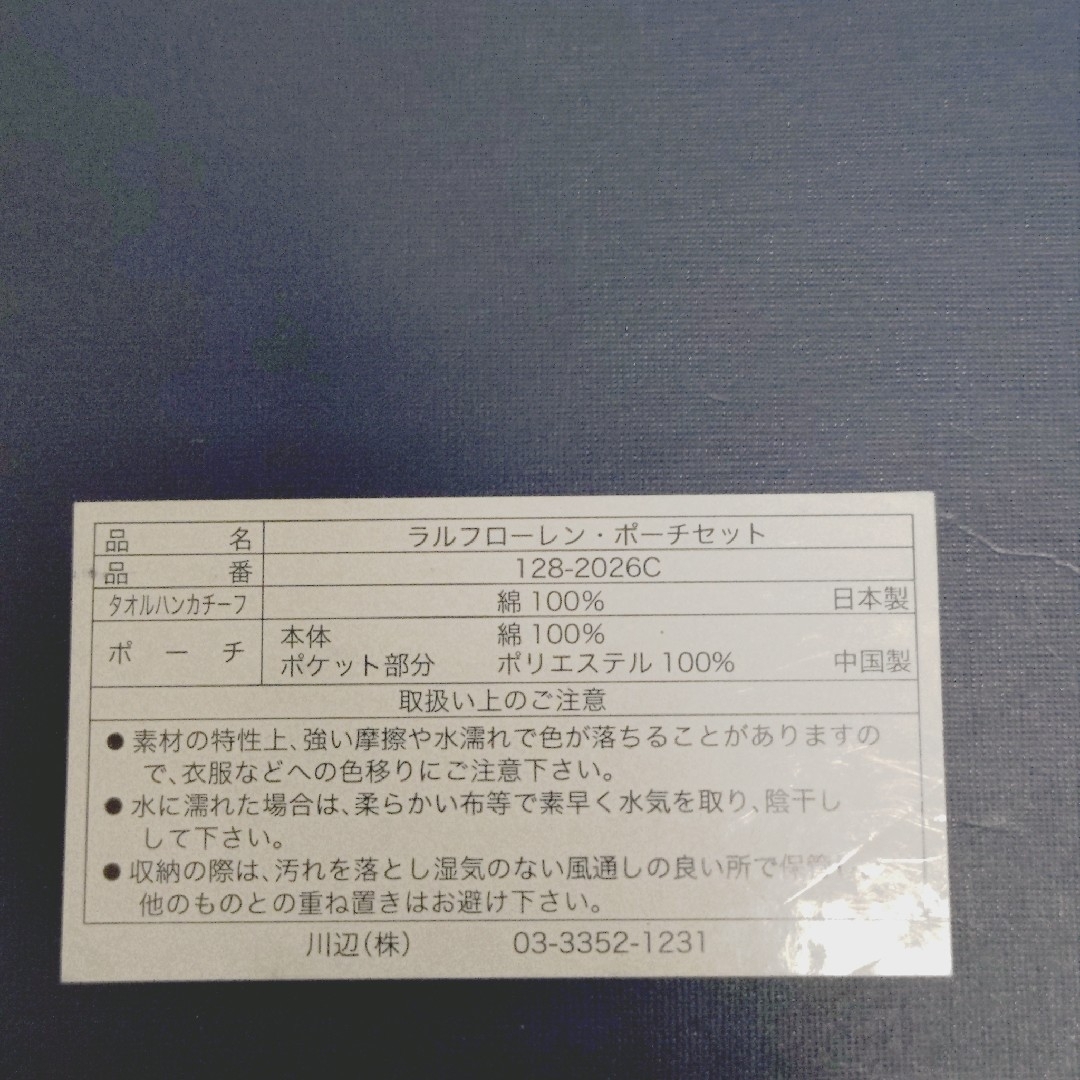 品名 ラルフローレン・ポーチセット
品番 128-2026C
タオルハンカチーフ 綿100% 日本製
ポーチ 本体 綿100%
ポケット部分 ポリエステル100% 中国製
取扱い上のご注意
●素材の特性上、強い摩擦や水濡れで色が落ちることがありますの
で、衣服などへの色移りにご注意下さい。
●水に濡れた場合は、柔らかい布等で素早く水気を取り、陰干し
して下さい。
●収納の際は、汚れを落とし湿気のない風通しの良い所で保管
他のものとの重ね置きはお避け下さい。
川辺(株) 03-3352-1231